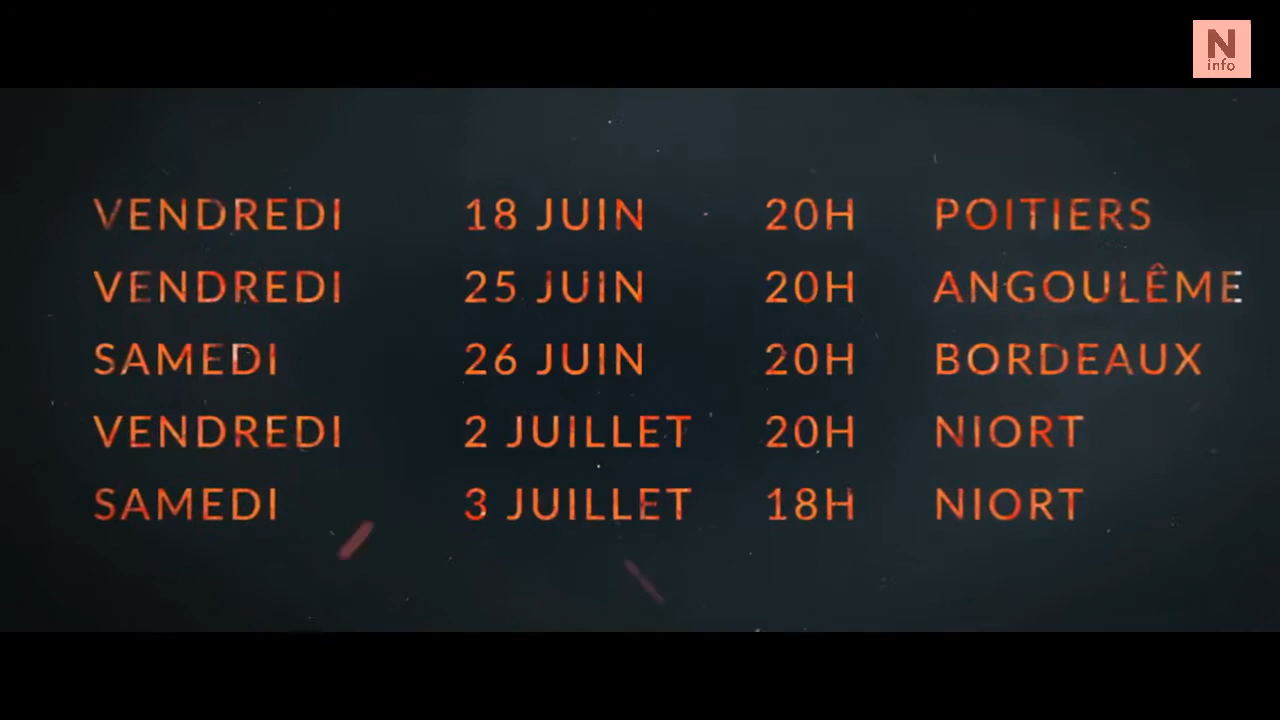 N
info
VENDREDI 18 JUIN 20H POITIERS
VENDREDI 25 JUIN 20H ANGOULÊME
SAMEDI 26 JUIN 20H BORDEAUX
VENDREDI 2 JUILLET 20H NIORT
SAMEDI 3 JUILLET 18H NIORT